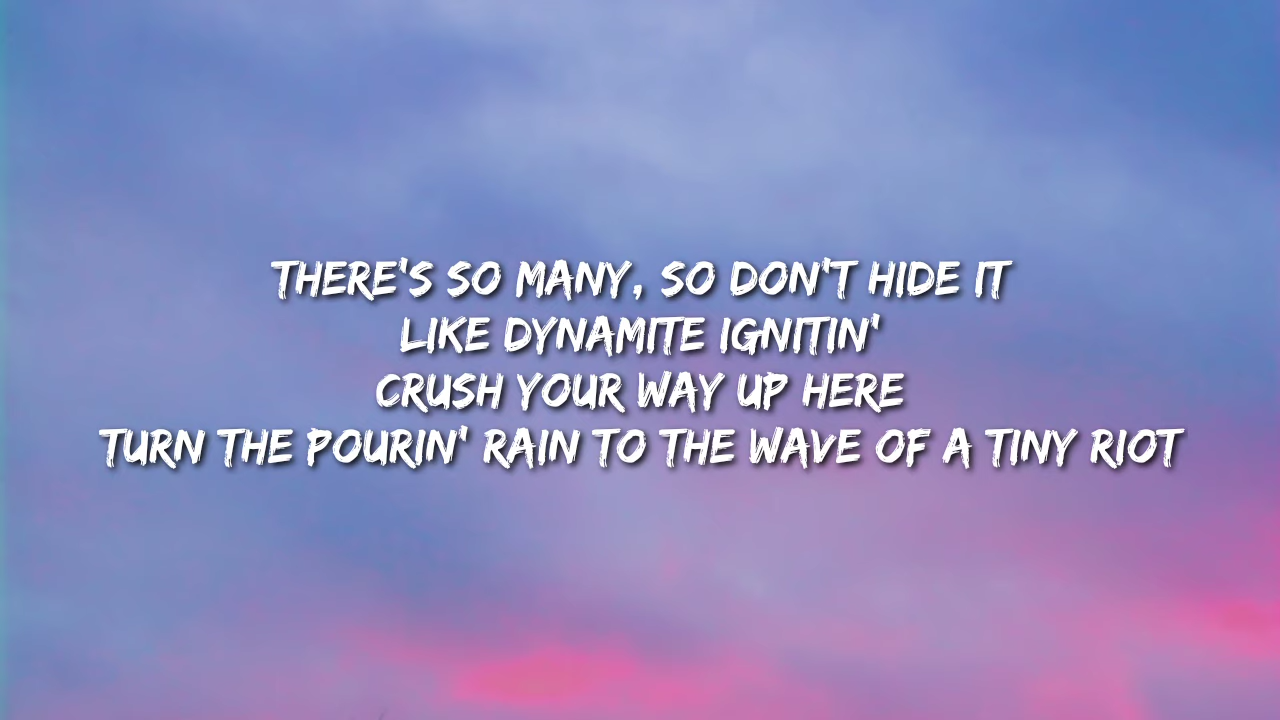 THERE'S SO MANY, SO DON'T HIDE IT
LIKE DYNAMITE IGNITIN'
CRUSH YOUR WAY UP HERE
TURN THE POURIN' RAIN TO THE WAVE OF A TINY RIOT